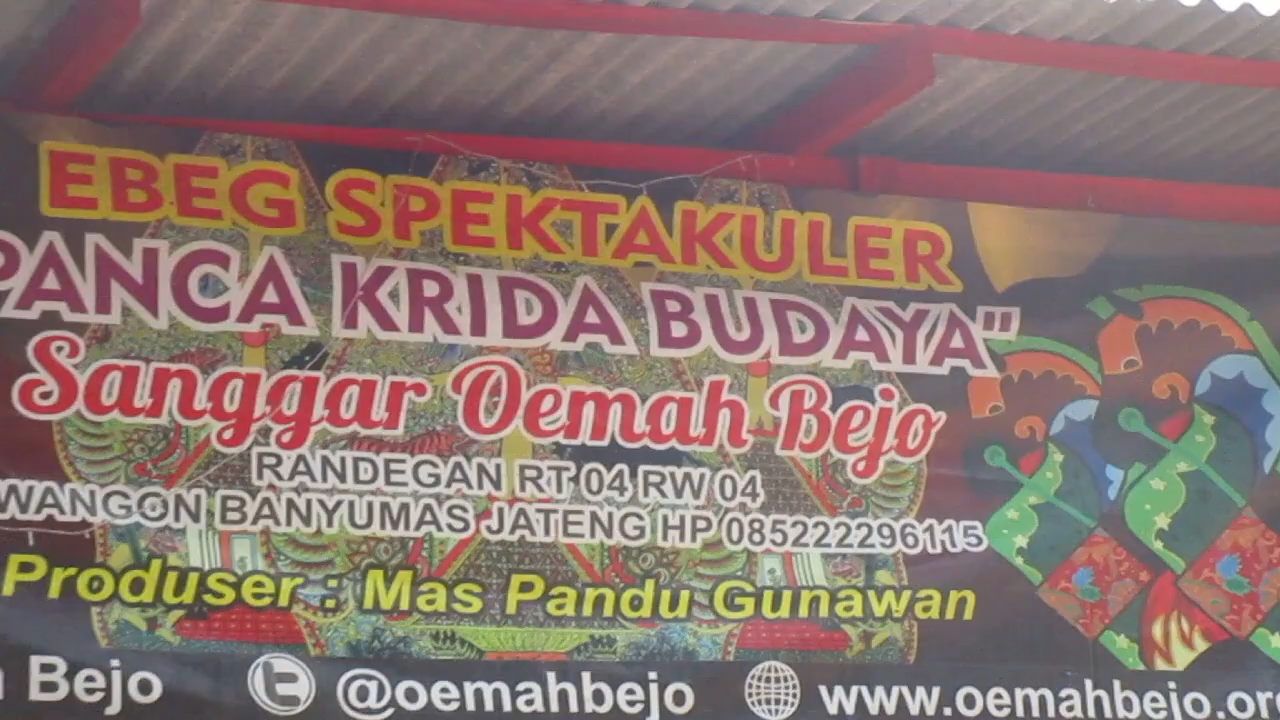 EBEG SPEKTAKULER
PANCA KRIDA BUDAYA"
Sanggar Oemah Bejo
RANDEGAN RT 04 RW 04
WANGON BANYUMAS JATENG HP 085222296115
Produser : Mas Pandu Gunawan
Bejo @oemahbejo www.oemahbejo.org